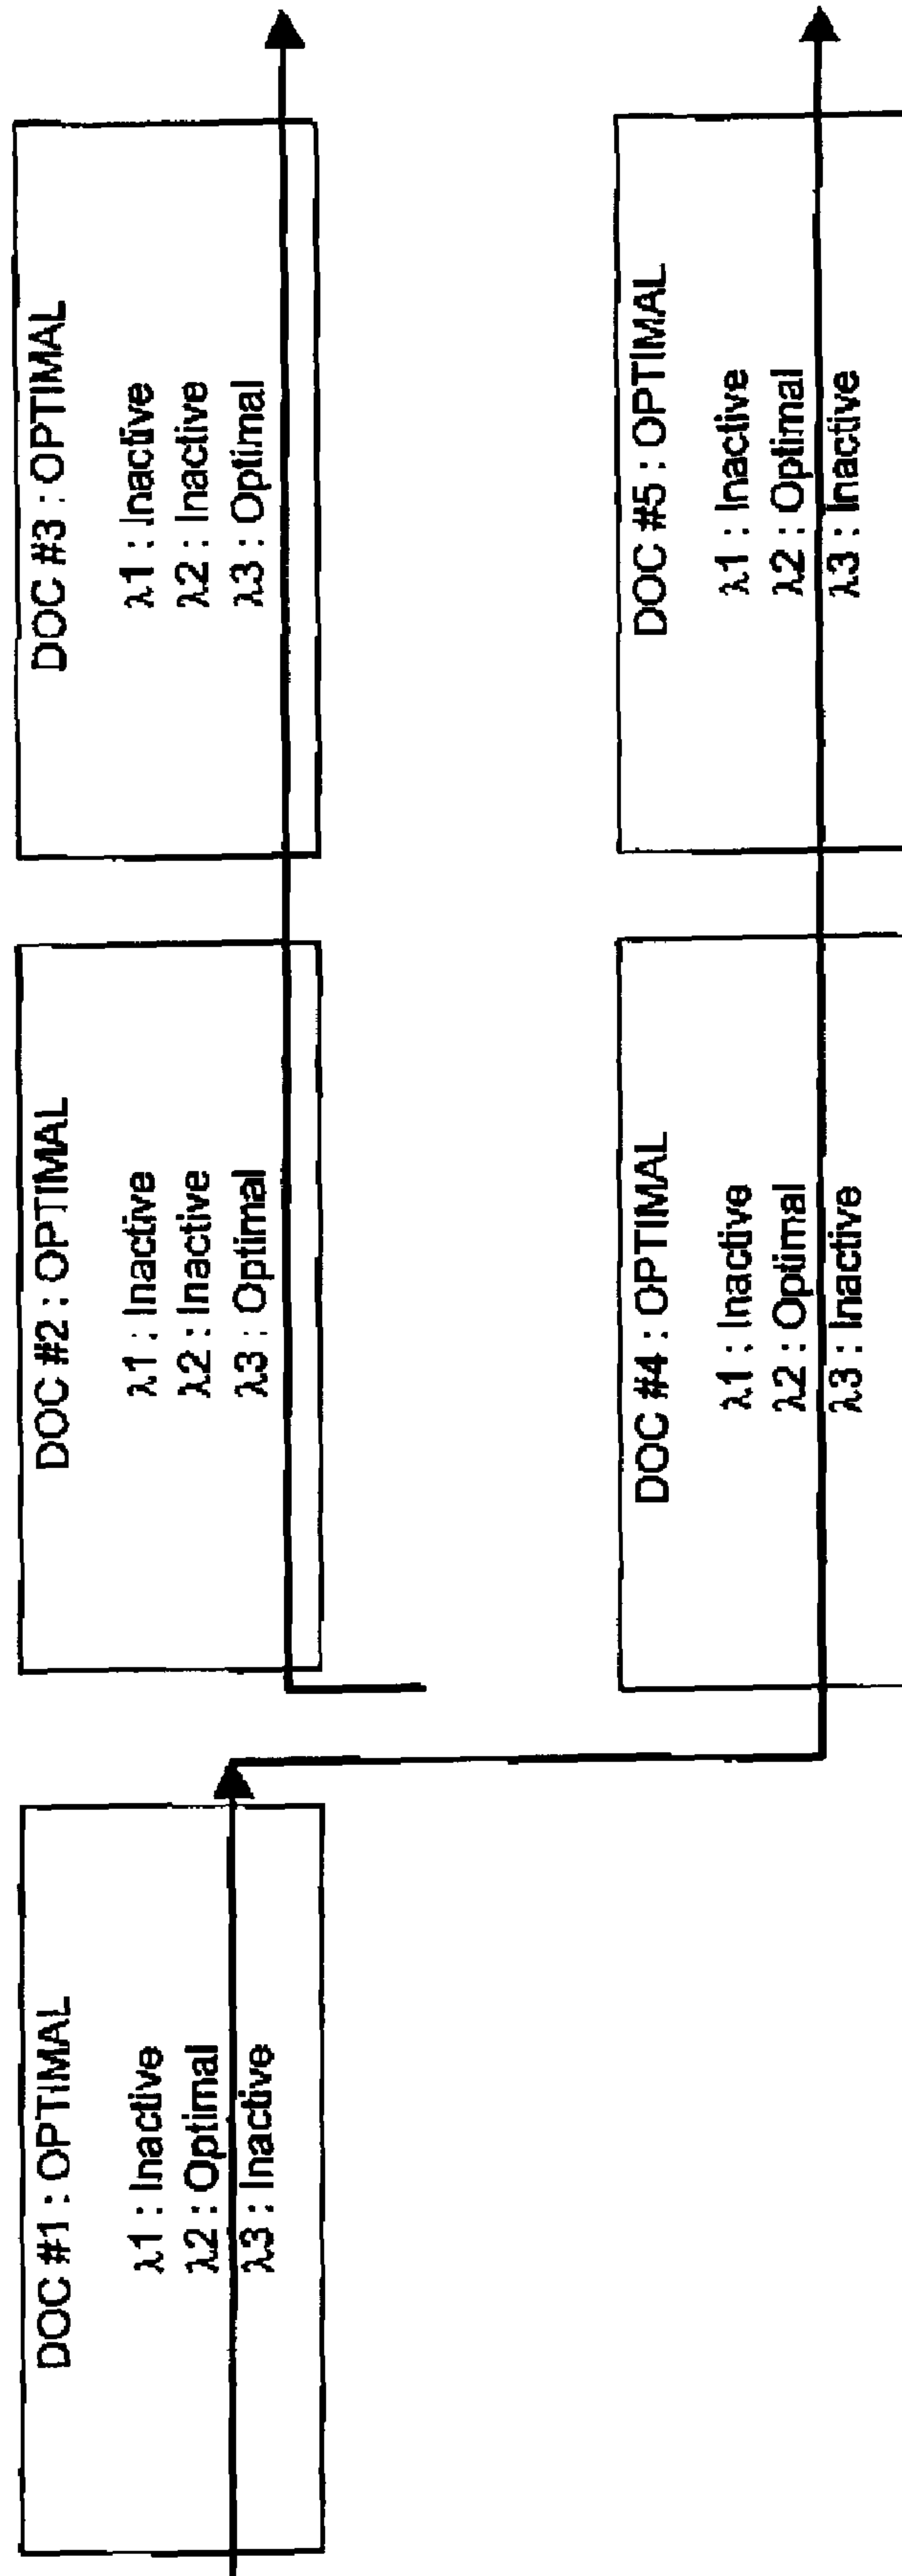 DOC #1 : OPTIMAL
λ1 : Inactive
λ2 : Optimal
λ3 : Inactive
DOC #2 : OPTIMAL
λ1 : Inactive
λ2 : Inactive
λ3 : Optimal
DOC #3 : OPTIMAL
λ1 : Inactive
λ2 : Inactive
λ3 : Optimal
DOC #4 : OPTIMAL
λ1 : Inactive
λ2 : Optimal
λ3 : Inactive
DOC #5 : OPTIMAL
λ1 : Inactive
λ2 : Optimal
λ3 : Inactive